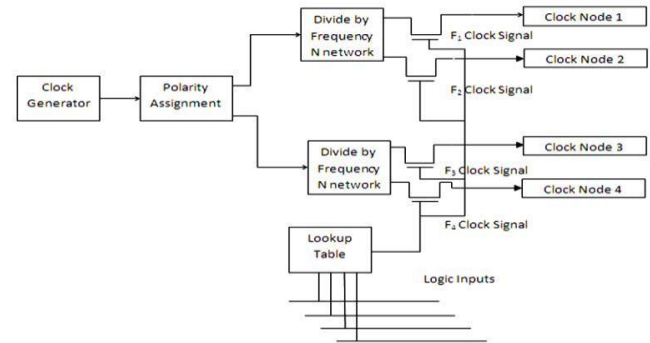 Clock
Generator
Polarity
Assignment
Divide by
Frequency
N network
F₁ Clock Signal
F₂ Clock Signal
Clock Node 1
Clock Node 2
Divide by
Frequency
N network
F₃ Clock Signal
F₄ Clock Signal
Clock Node 3
Clock Node 4
Lookup
Table
Logic Inputs